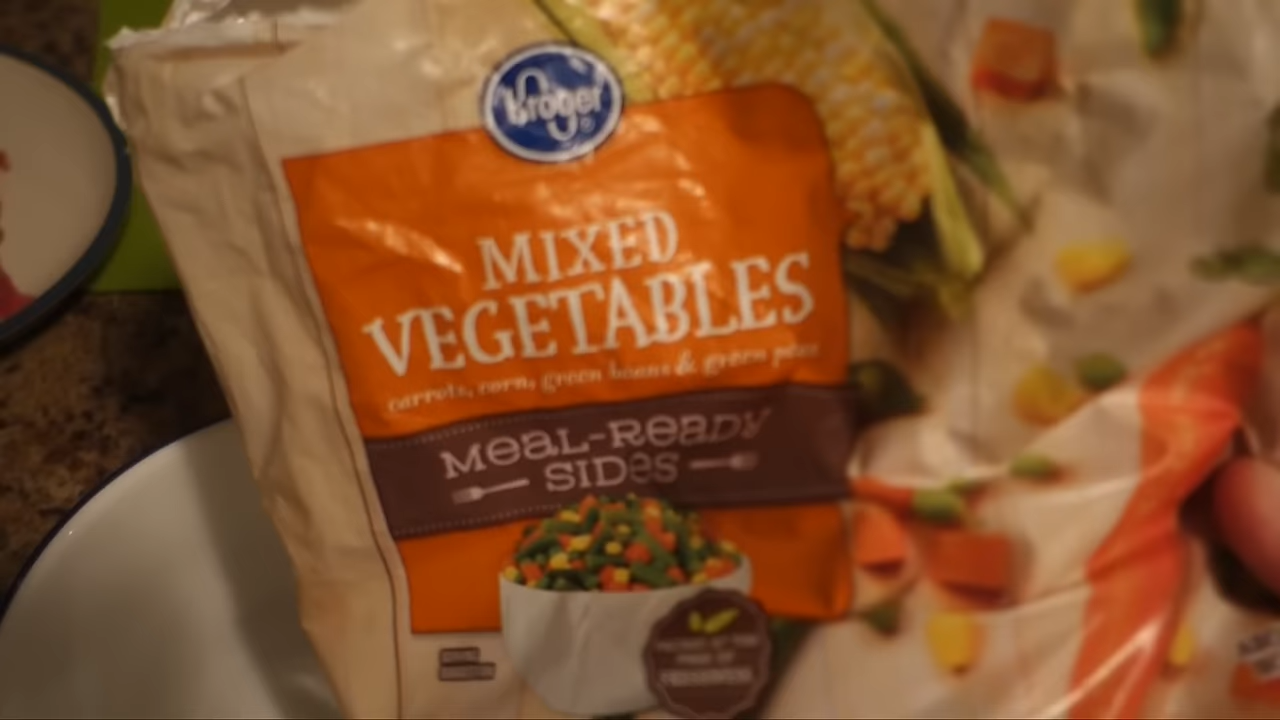 Kroger
MIXED
VEGETABLES
carrots, corn, green beans & green peas
MEAL-READY
SIDES